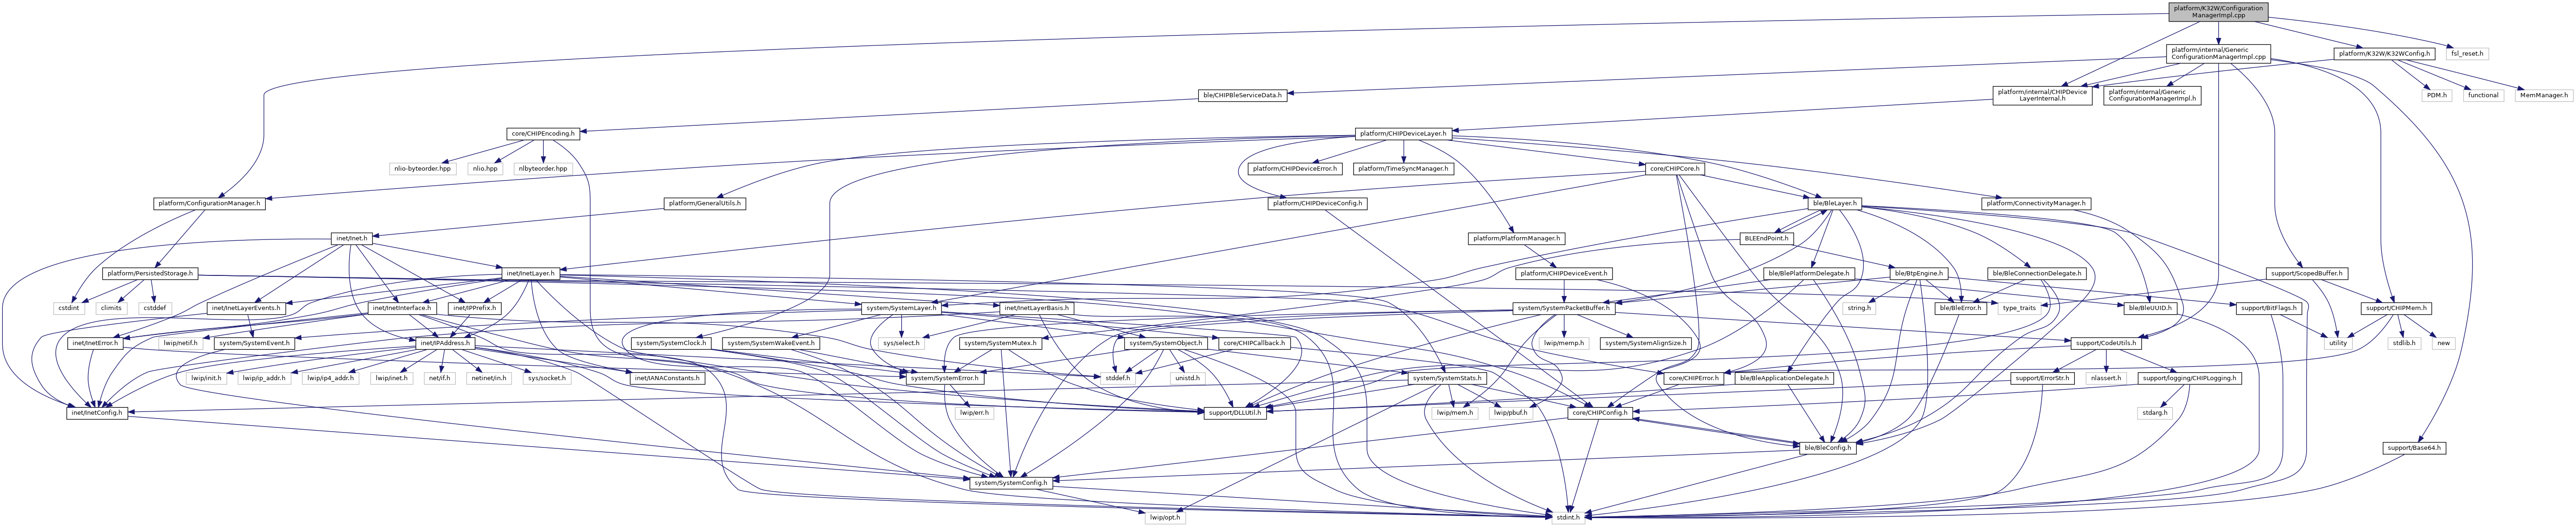 platform/K32W/Configuration
ManagerImpl.cpp
platform/internal/Generic
ConfigurationManagerImpl.cpp
platform/K32W/K32WConfig.h
fsl_reset.h
ble/CHIPBleServiceData.h
platform/internal/CHIPDevice
LayerInternal.h
platform/internal/Generic
ConfigurationManagerImpl.h
PDM.h
functional
MemManager.h
core/CHIPEncoding.h
platform/CHIPDeviceLayer.h
nlio-byteorder.hpp
nlio.hpp
nlbyteorder.hpp
platform/CHIPDeviceError.h
platform/TimeSyncManager.h
core/CHIPCore.h
platform/ConfigurationManager.h
platform/GeneralUtils.h
platform/CHIPDeviceConfig.h
ble/BleLayer.h
platform/ConnectivityManager.h
inet/Inet.h
platform/PlatformManager.h
BLEEndPoint.h
platform/PersistedStorage.h
inet/InetLayer.h
platform/CHIPDeviceEvent.h
ble/BlePlatformDelegate.h
ble/BtpEngine.h
ble/BleConnectionDelegate.h
support/ScopedBuffer.h
cstdint
climits
cstddef
inet/InetLayerEvents.h
inet/InetInterface.h
inet/IPPrefix.h
system/SystemLayer.h
inet/InetLayerBasis.h
system/SystemPacketBuffer.h
string.h
ble/BleError.h
type_traits
ble/BleUUID.h
support/BitFlags.h
support/CHIPMem.h
inet/InetError.h
lwip/netif.h
system/SystemEvent.h
inet/IPAddress.h
system/SystemClock.h
system/SystemWakeEvent.h
sys/select.h
system/SystemMutex.h
system/SystemObject.h
core/CHIPCallback.h
lwip/memp.h
system/SystemAlignSize.h
support/CodeUtils.h
utility
stdlib.h
new
lwip/init.h
lwip/ip_addr.h
lwip/ip4_addr.h
lwip/inet.h
net/if.h
netinet/in.h
sys/socket.h
inet/IANAConstants.h
system/SystemError.h
stddef.h
unistd.h
system/SystemStats.h
core/CHIPError.h
ble/BleApplicationDelegate.h
support/ErrorStr.h
nlassert.h
support/logging/CHIPLogging.h
inet/InetConfig.h
lwip/err.h
support/DLLUtil.h
lwip/mem.h
lwip/pbuf.h
core/CHIPConfig.h
stdarg.h
ble/BleConfig.h
support/Base64.h
system/SystemConfig.h
lwip/opt.h
stdint.h